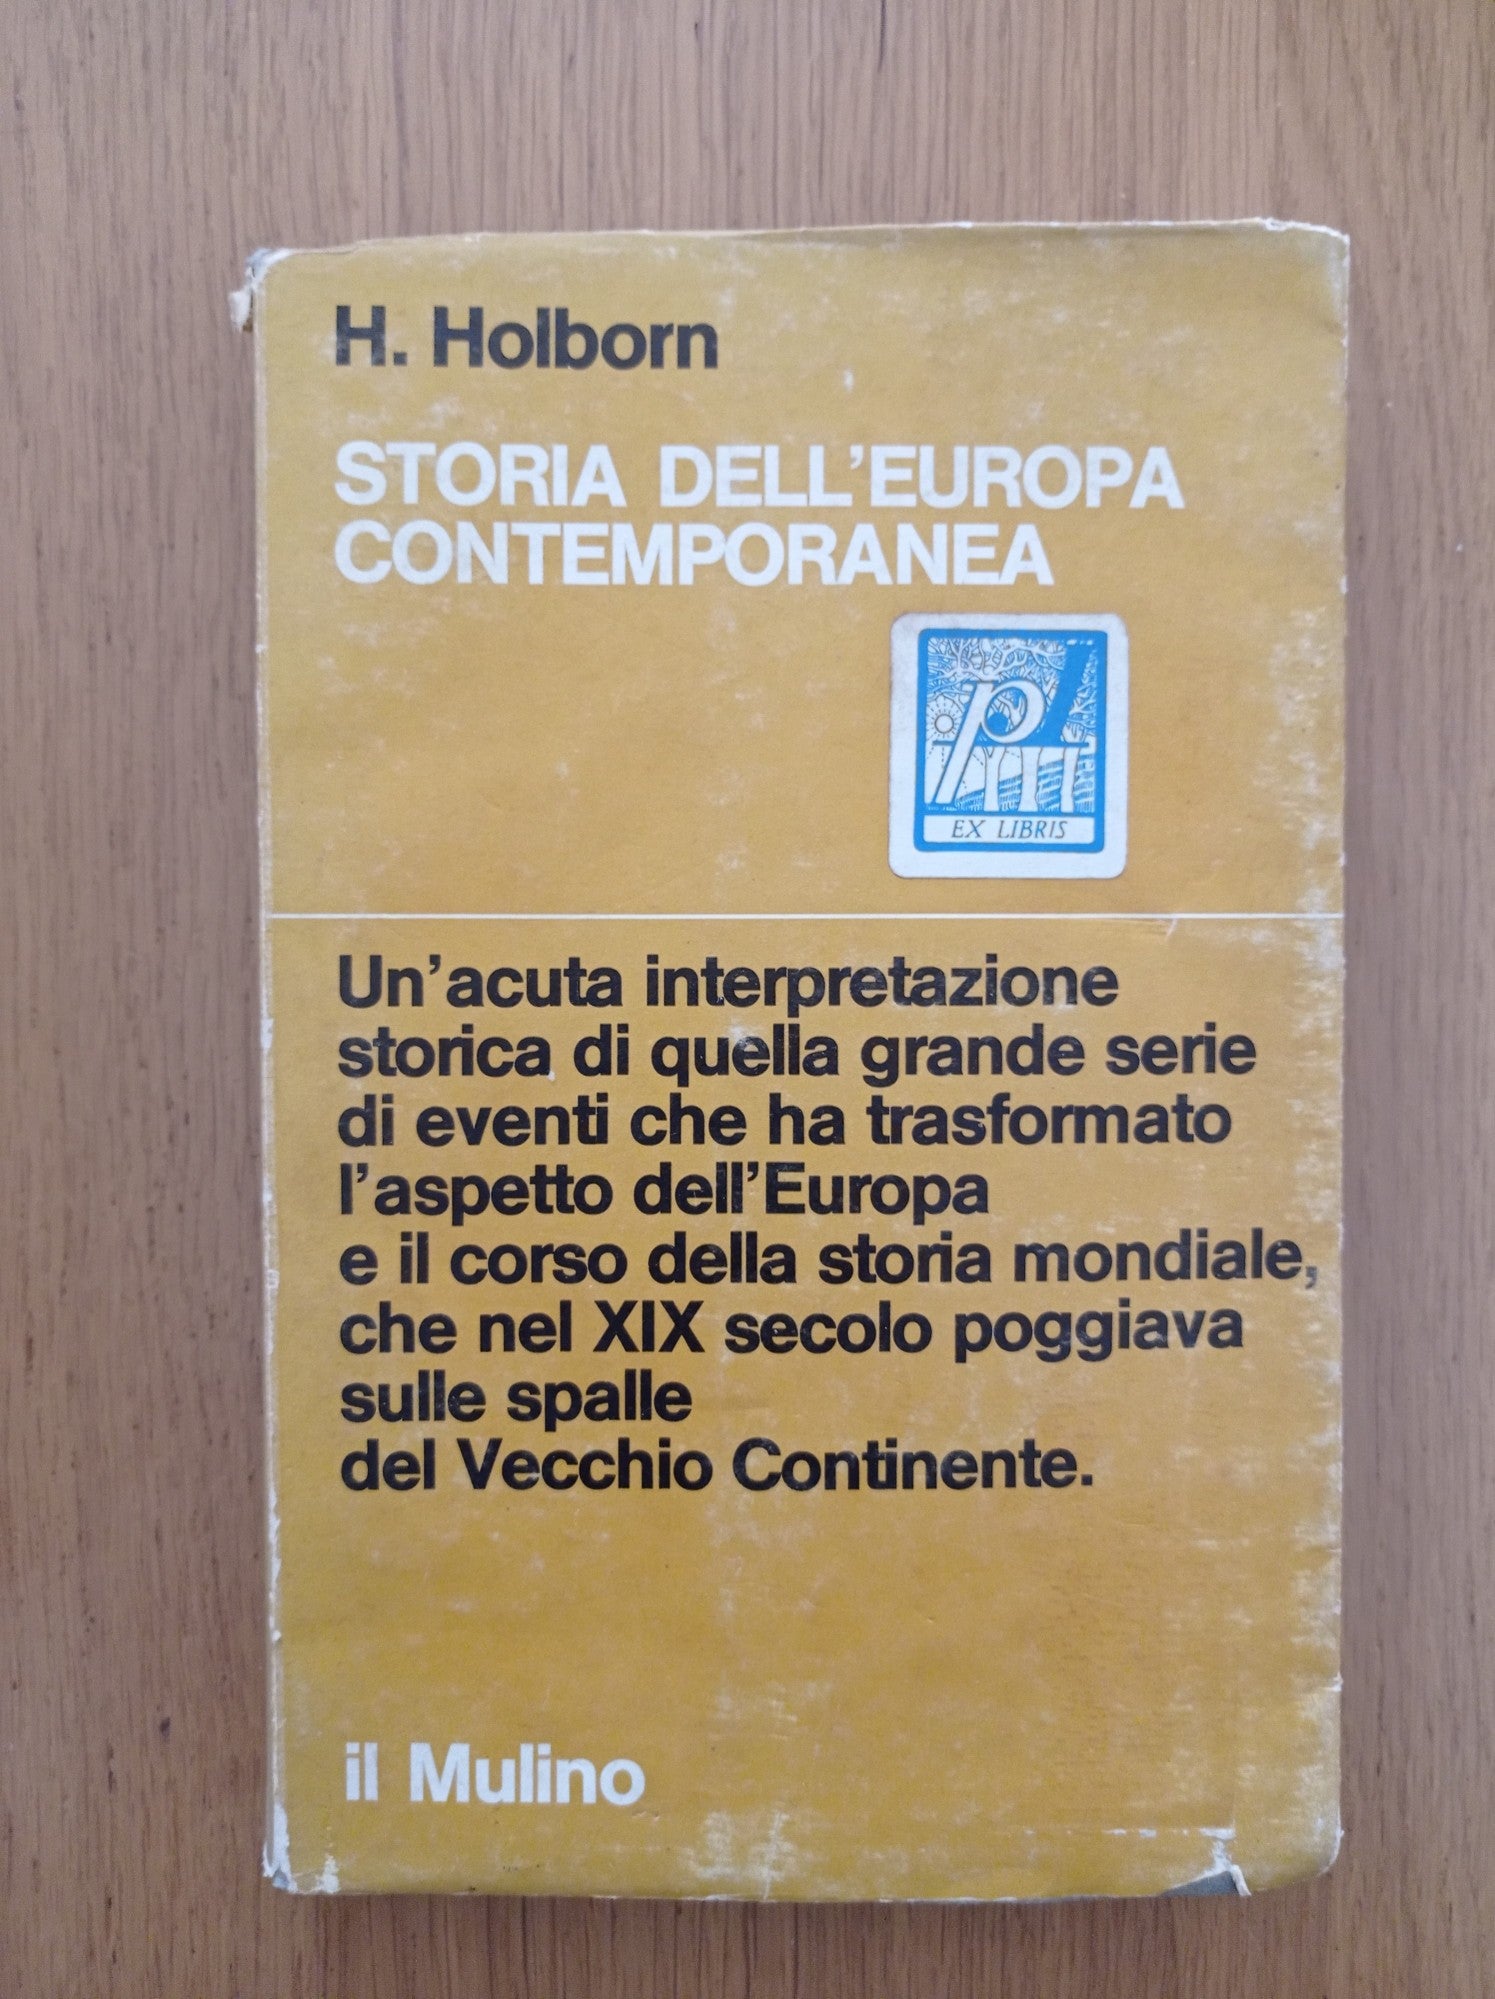 H. Holborn
STORIA DELL'EUROPA
CONTEMPORANEA
p
EX LIBRIS
Un'acuta interpretazione
storica di quella grande serie
di eventi che ha trasformato
l'aspetto dell'Europa
e il corso della storia mondiale,
che nel XIX secolo poggiava
sulle spalle
del Vecchio Continente.
il Mulino